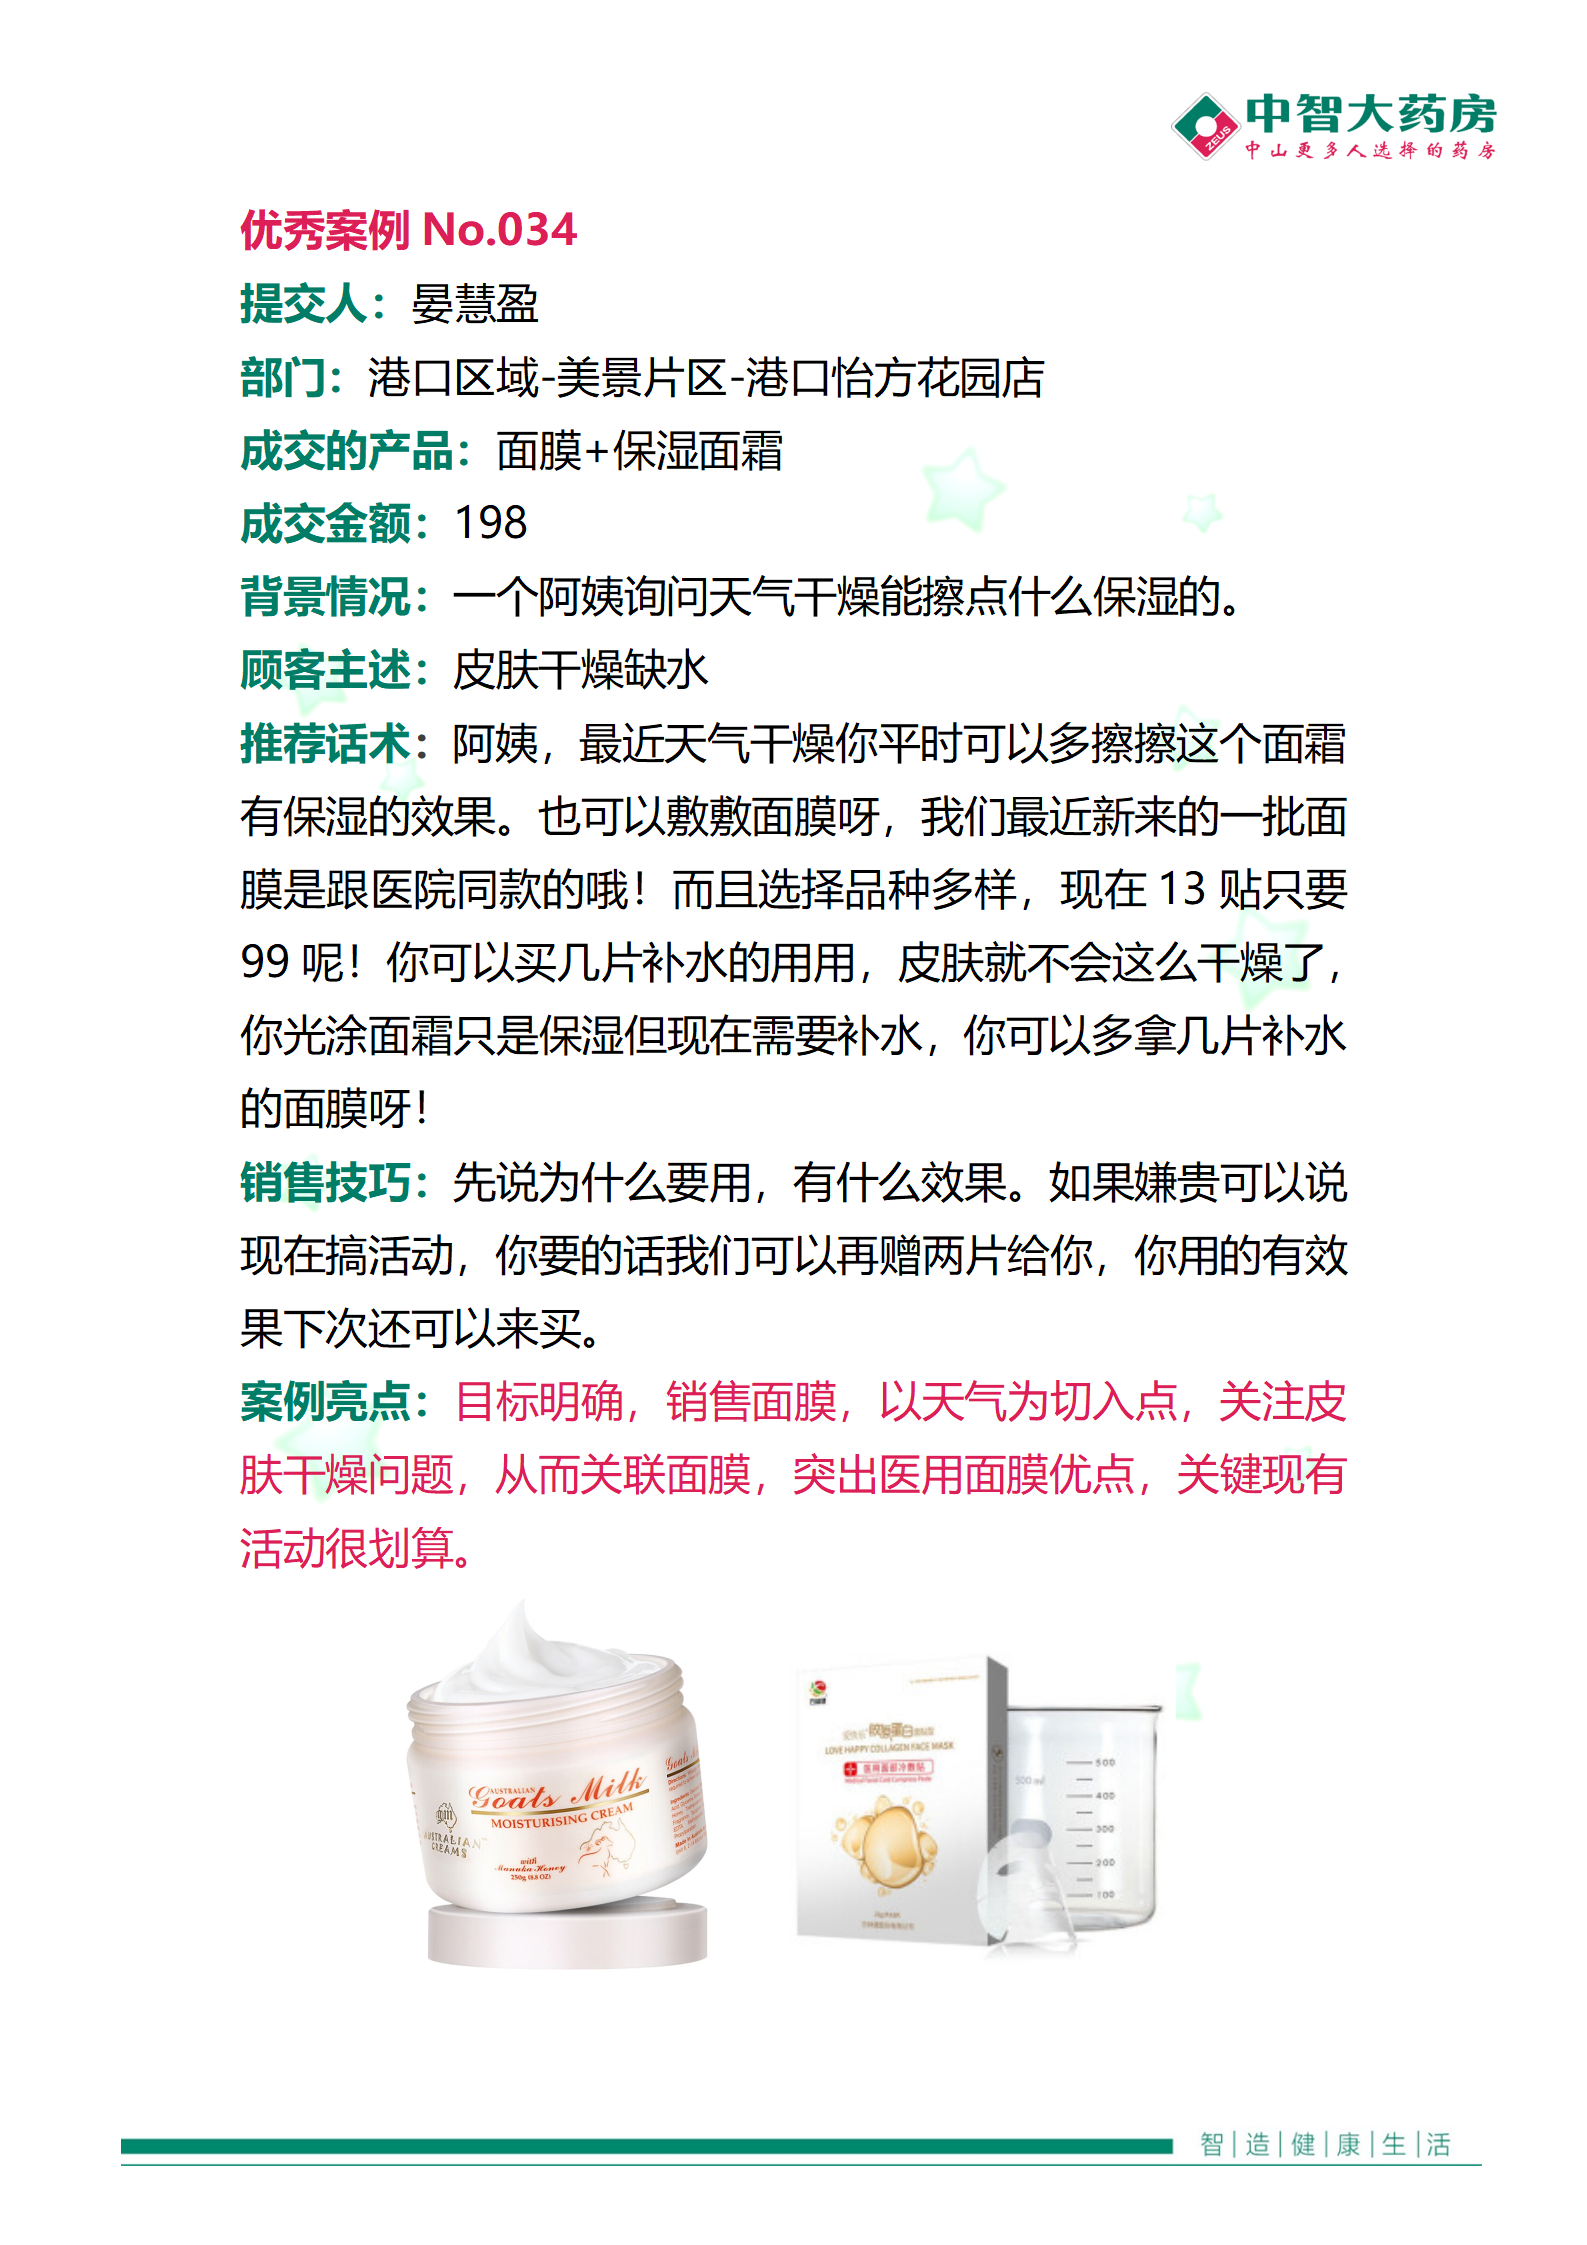 中智大药房
ZEUS
中山更多人选择的药房
优秀案例 No.034
提交人：晏慧盈
部门：港口区域-美景片区-港口怡方花园店
成交的产品：面膜+保湿面霜
成交金额：198
背景情况：一个阿姨询问天气干燥能擦点什么保湿的。
顾客主述：皮肤干燥缺水
推荐话术：阿姨，最近天气干燥你平时可以多擦擦这个面霜
有保湿的效果。也可以敷敷面膜呀，我们最近新来的一批面
膜是跟医院同款的哦！而且选择品种多样，现在 13 贴只要
99 呢！你可以买几片补水的用用，皮肤就不会这么干燥了，
你光涂面霜只是保湿但现在需要补水，你可以多拿几片补水
的面膜呀！
销售技巧：先说为什么要用，有什么效果。如果嫌贵可以说
现在搞活动，你要的话我们可以再赠两片给你，你用的有效
果下次还可以来买。
案例亮点：目标明确，销售面膜，以天气为切入点，关注皮
肤干燥问题，从而关联面膜，突出医用面膜优点，关键现有
活动很划算。
AUSTRALIAN
Goats Milk
MOISTURISING CREAM
AUSTRALIAN
CREAMS
with
Manuka Honey
250g (8.8 OZ)
胶原蛋白
LOVE HAPPY COLLAGEN FACE MASK
医用面部冷敷贴
Medical Facial Cold Compress Paste
500 ml
500
400
300
200
100
智|造|健|康|生|活